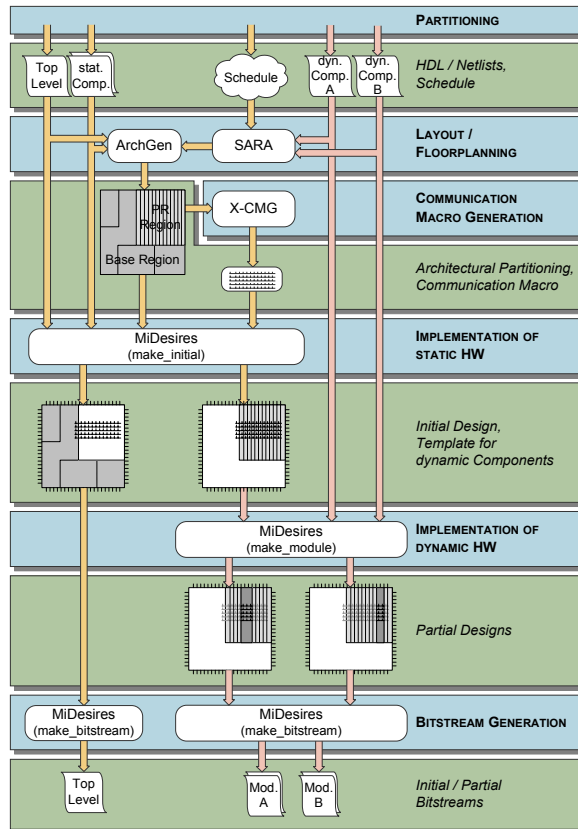 PARTITIONING
Top
Level
stat.
Comp.
Schedule
dyn.
Comp.
A
dyn.
Comp.
B
HDL / Netlists,
Schedule
ArchGen
SARA
LAYOUT /
FLOORPLANNING
PR
Region
Base Region
X-CMG
COMMUNICATION
MACRO GENERATION
Architectural Partitioning,
Communication Macro
MiDesires
(make_initial)
IMPLEMENTATION OF
STATIC HW
Initial Design,
Template for
dynamic Components
MiDesires
(make_module)
IMPLEMENTATION OF
DYNAMIC HW
Partial Designs
MiDesires
(make_bitstream)
MiDesires
(make_bitstream)
BITSTREAM GENERATION
Top
Level
Mod.
A
Mod.
B
Initial / Partial
Bitstreams